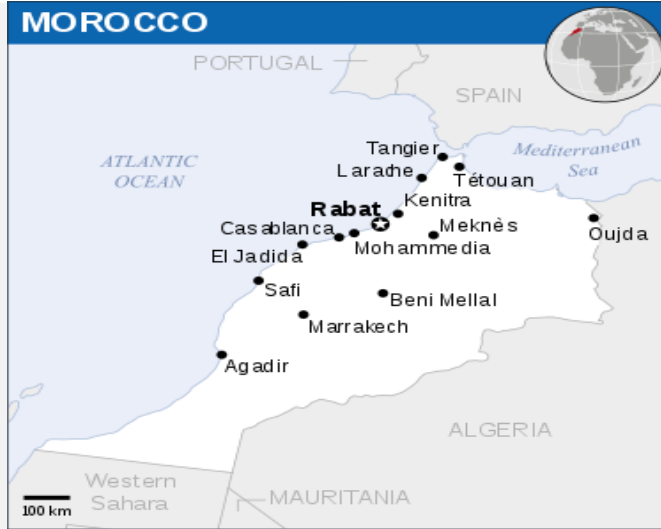 MOROCCO
PORTUGAL
SPAIN
ATLANTIC
OCEAN
Mediterranean
Sea
Tangier
Larache
Tétouan
Rabat
Kenitra
Casablanca
Meknès
Oujda
El Jadida
Mohammedia
Safi
Beni Mellal
Marrakech
Agadir
ALGERIA
Western
Sahara
MAURITANIA
100 km